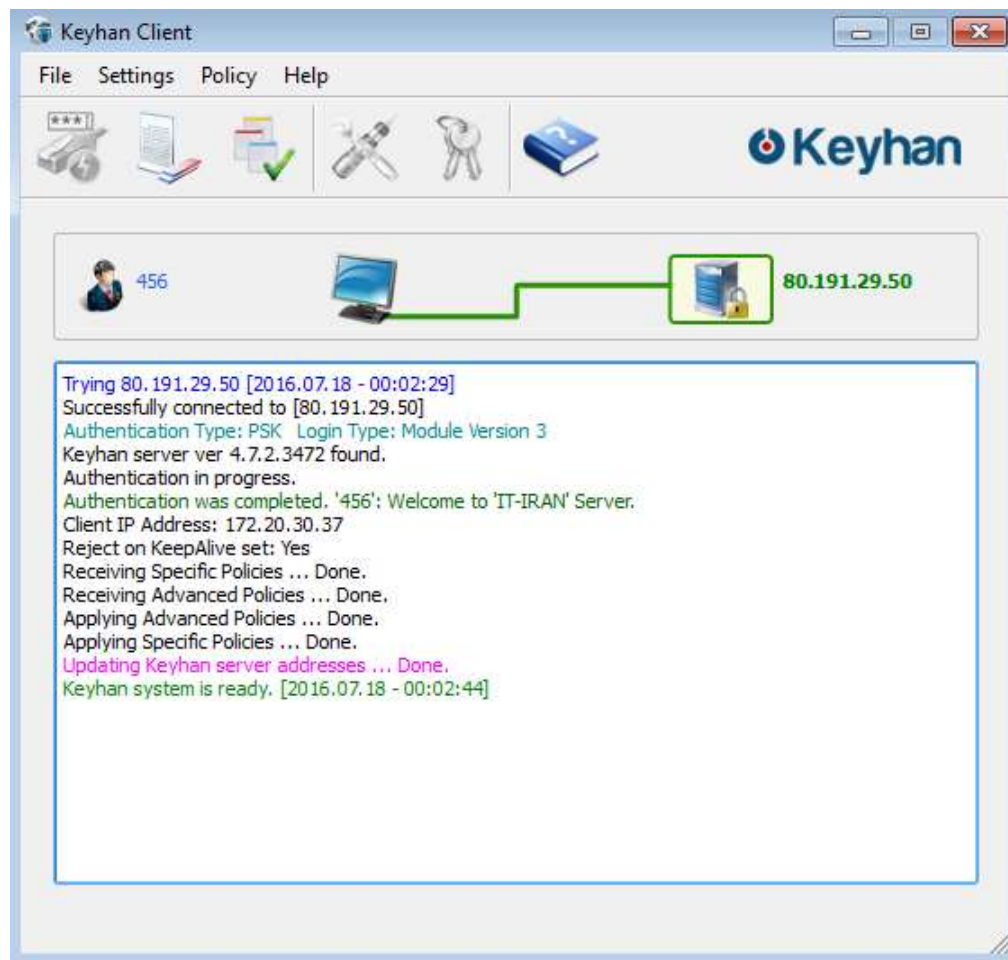 Keyhan Client
File Settings Policy Help
***
Keyhan
456
80.191.29.50
Trying 80.191.29.50 [2016.07.18 - 00:02:29]
Successfully connected to [80.191.29.50]
Authentication Type: PSK Login Type: Module Version 3
Keyhan server ver 4.7.2.3472 found.
Authentication in progress.
Authentication was completed. '456': Welcome to 'IT-IRAN' Server.
Client IP Address: 172.20.30.37
Reject on KeepAlive set: Yes
Receiving Specific Policies ... Done.
Receiving Advanced Policies ... Done.
Applying Advanced Policies ... Done.
Applying Specific Policies ... Done.
Updating Keyhan server addresses ... Done.
Keyhan system is ready. [2016.07.18 - 00:02:44]